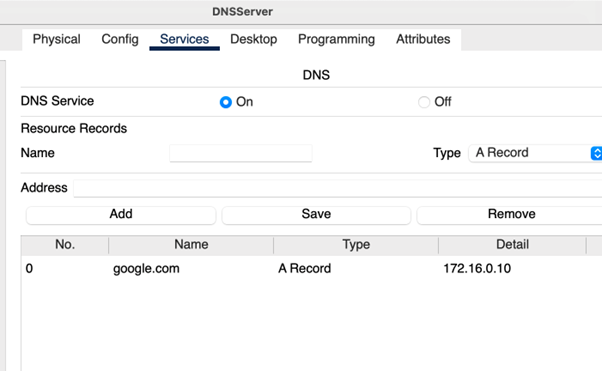 DNSServer
Physical Config Services Desktop Programming Attributes
DNS
DNS Service On Off
Resource Records
Name Type A Record
Address
Add Save Remove
No. Name Type Detail
0 google.com A Record 172.16.0.10